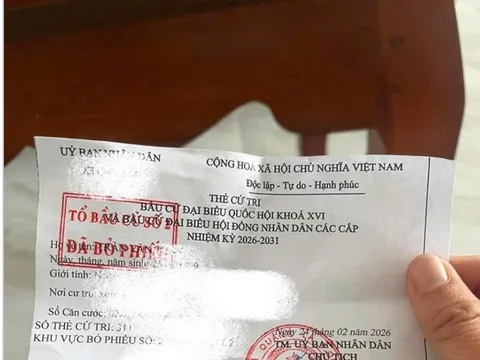 UỶ BAN NHÂN DÂN
CỘNG HOÀ XÃ HỘI CHỦ NGHĨA VIỆT NAM
Độc lập - Tự do - Hạnh phúc
THẺ CỬ TRI
BẦU CỬ ĐẠI BIỂU QUỐC HỘI KHOÁ XVI
VÀ BẦU CỬ ĐẠI BIỂU HỘI ĐỒNG NHÂN DÂN CÁC CẤP
NHIỆM KỲ 2026-2031
TỔ BẦU CỬ SỐ
ĐÃ BỎ PHIẾU
Ngày, tháng, năm sinh:
Giới tính:
Nơi cư trú:
Số Căn cước:
SỐ THẺ CỬ TRI:
KHU VỰC BỎ PHIẾU SỐ:
Ngày 24 tháng 02 năm 2026
TM. UỶ BAN NHÂN DÂN
CHỦ TỊCH